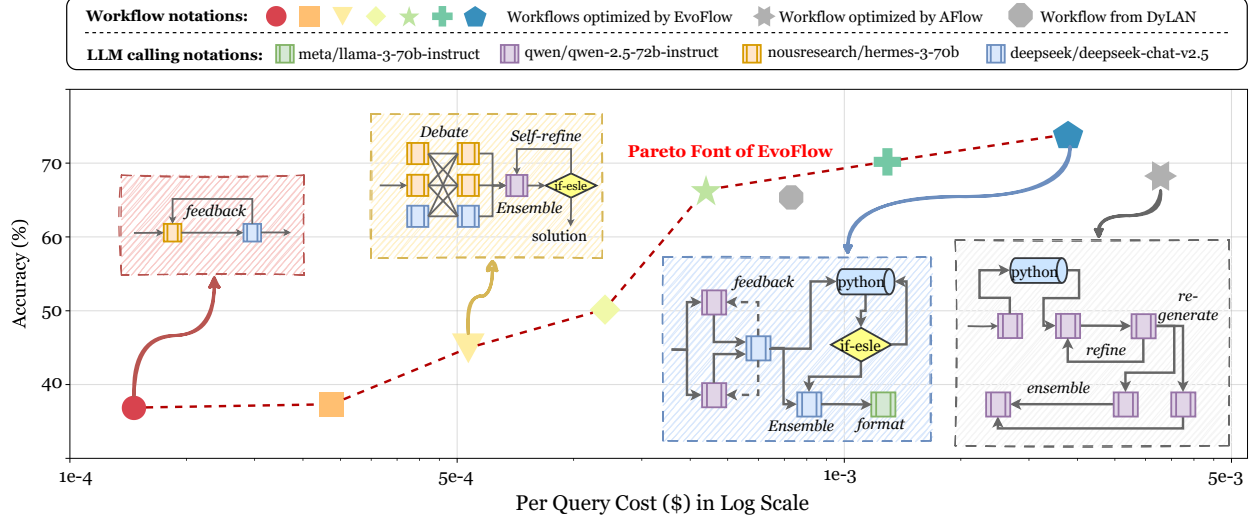 Workflow notations: Workflows optimized by EvoFlow Workflow optimized by AFlow Workflow from DyLAN
LLM calling notations: meta/llama-3-70b-instruct qwen/qwen-2.5-72b-instruct nousresearch/hermes-3-70b deepseek/deepseek-chat-v2.5
Accuracy (%)
70
60
50
40
feedback
Debate
Self-refine
if-esle
Ensemble
solution
Pareto Font of EvoFlow
feedback
python
if-esle
Ensemble
format
python
re-
generate
refine
ensemble
1e-4
5e-4
1e-3
5e-3
Per Query Cost ($) in Log Scale